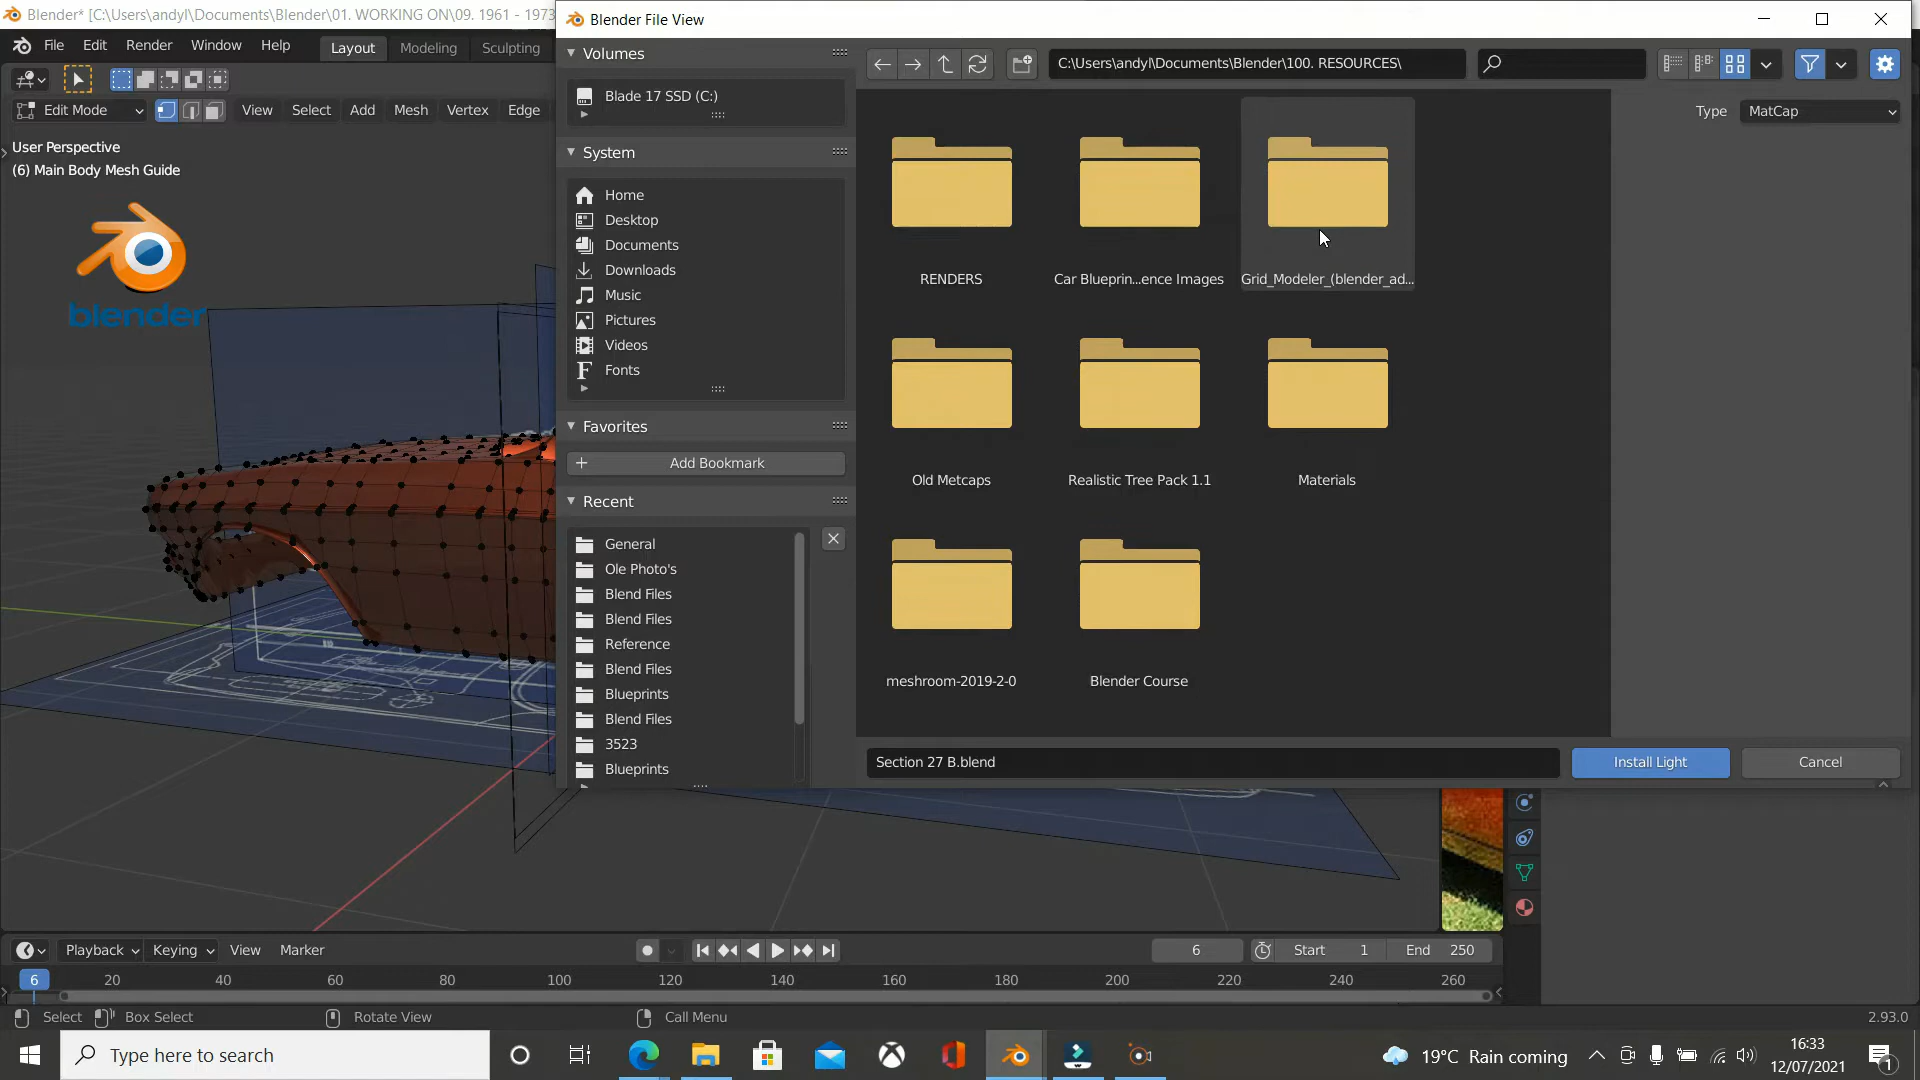 Blender* [C:\Users\andyl\Documents\Blender\01. WORKING ON\09. 1961 - 1973
Blender File View
File Edit Render Window Help Layout Modeling Sculpting
Volumes
C:\Users\andyl\Documents\Blender\100. RESOURCES\
Blade 17 SSD (C:)
Edit Mode View Select Add Mesh Vertex Edge
Type MatCap
User Perspective
(6) Main Body Mesh Guide
blender
System
Home
Desktop
Documents
Downloads
Music
Pictures
Videos
Fonts
Favorites
Add Bookmark
Recent
General
Ole Photo's
Blend Files
Blend Files
Reference
Blend Files
Blueprints
Blend Files
3523
Blueprints
RENDERS
Car Blueprin...ence Images
Grid_Modeler_(blender_ad...
Old Metcaps
Realistic Tree Pack 1.1
Materials
meshroom-2019-2-0
Blender Course
Section 27 B.blend
Install Light
Cancel
Playback Keying View Marker
6 Start 1 End 250
6 20 40 60 80 100 120 140 160 180 200 220 240 260
Select Box Select Rotate View Call Menu 2.93.0
Type here to search
19°C Rain coming
16:33
12/07/2021
1